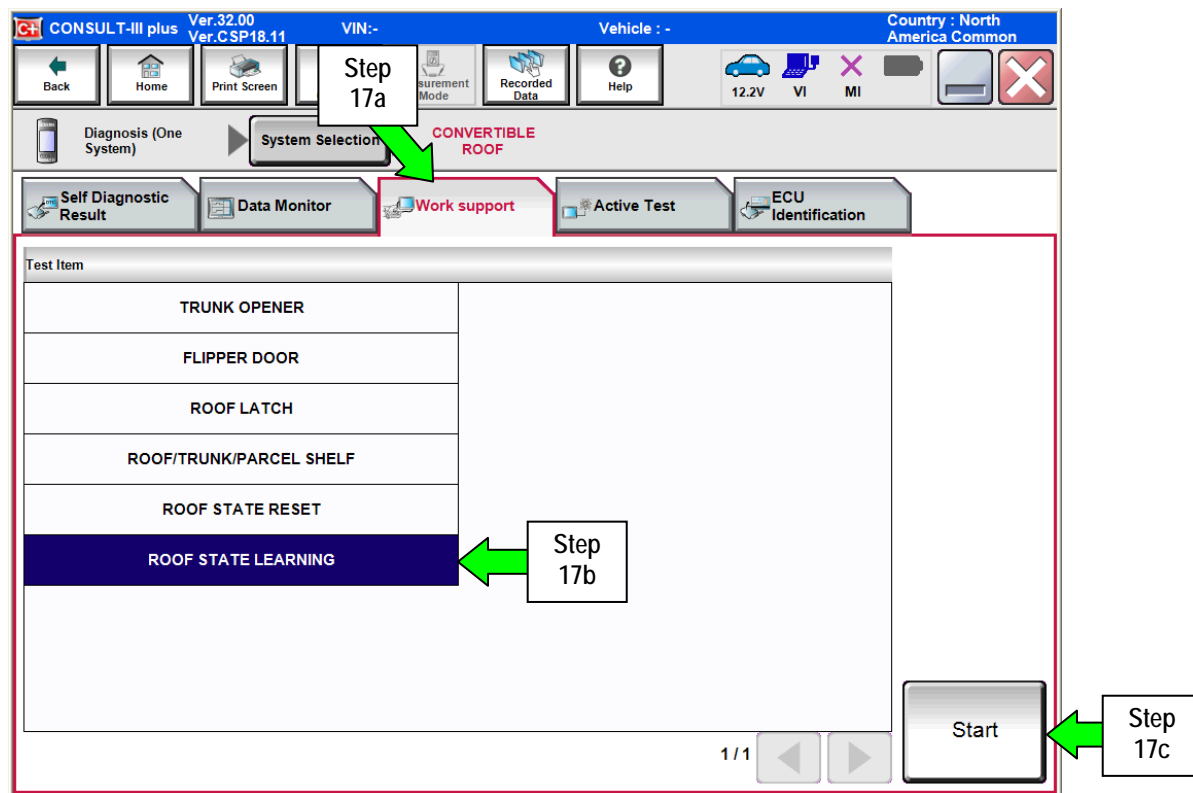 CONSULT-III plus
Ver.32.00
Ver.CSP18.11
VIN:-
Vehicle : -
Country : North
America Common
Back
Home
Print Screen
Step
17a
surement
Mode
Recorded
Data
Help
12.2V
VI
MI
Diagnosis (One
System)
System Selection
CONVERTIBLE
ROOF
Self Diagnostic
Result
Data Monitor
Work support
Active Test
ECU
Identification
Test Item
TRUNK OPENER
FLIPPER DOOR
ROOF LATCH
ROOF/TRUNK/PARCEL SHELF
ROOF STATE RESET
ROOF STATE LEARNING
Step
17b
Start
Step
17c
1/1